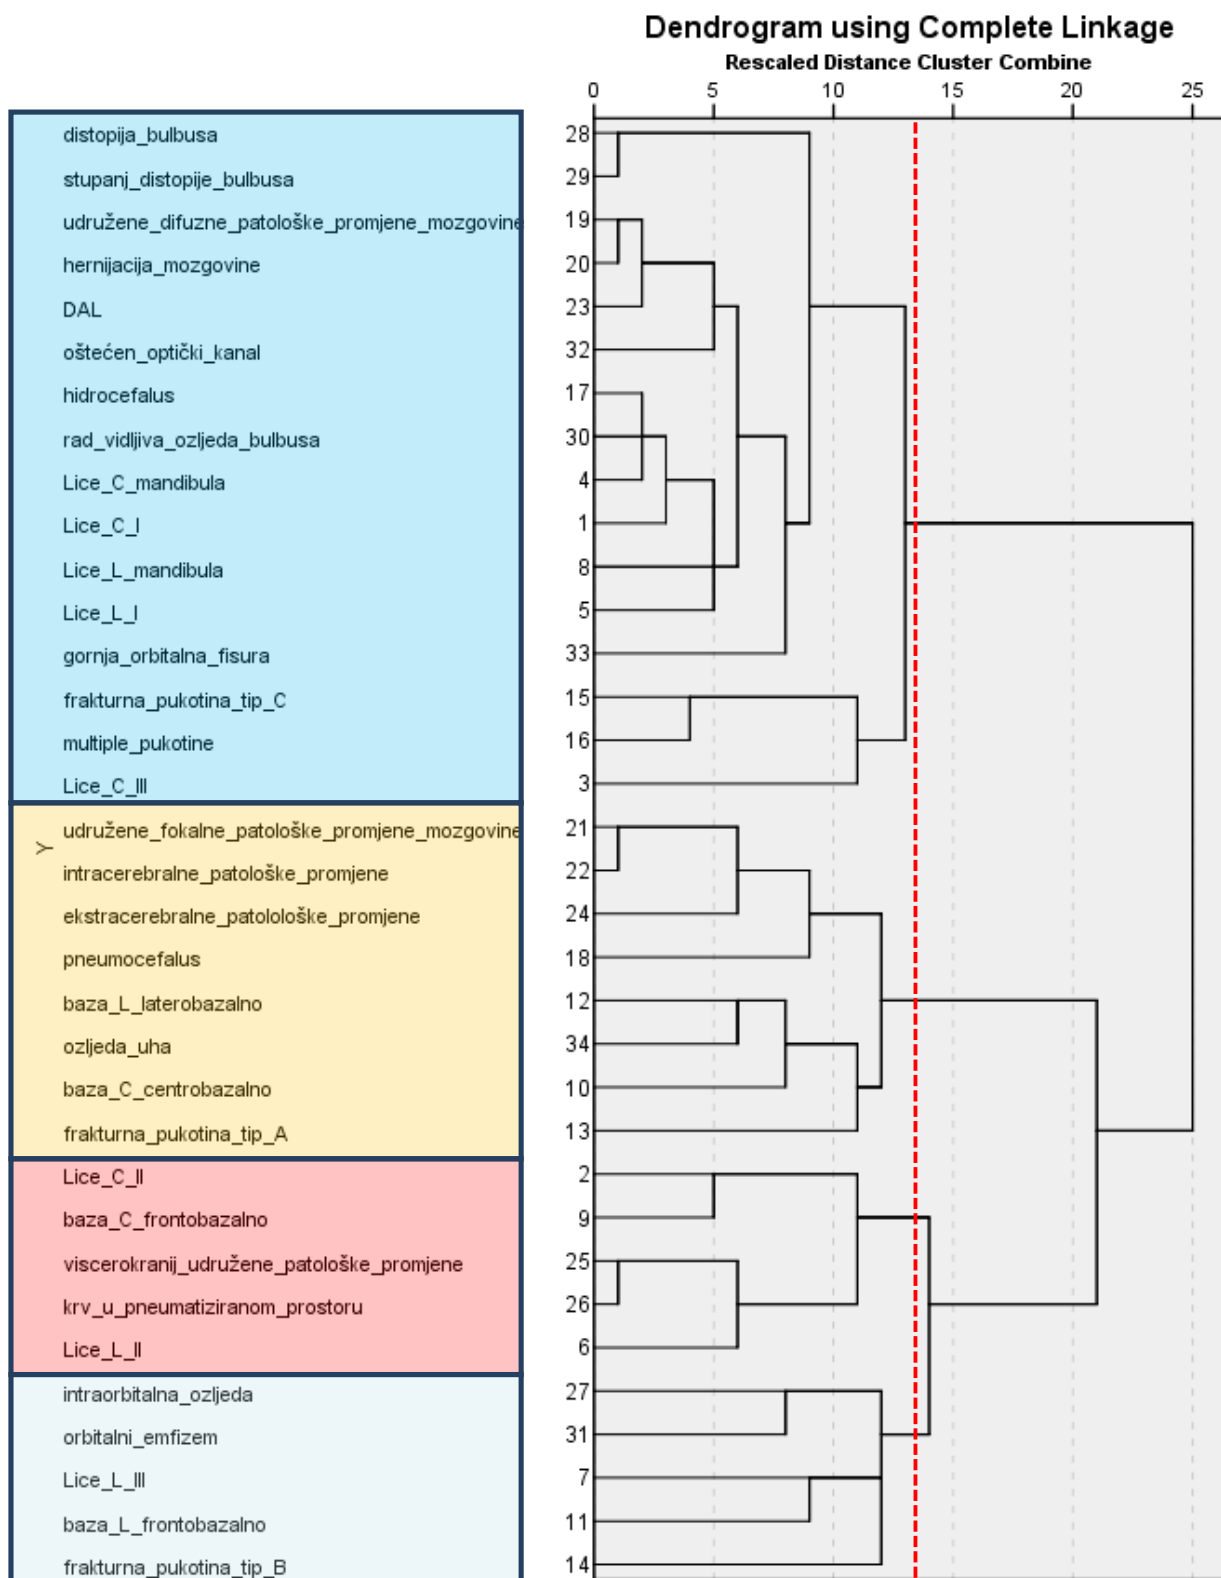 Dendrogram using Complete Linkage
Rescaled Distance Cluster Combine
0 5 10 15 20 25
distopija_bulbusa 28
stupanj_distopije_bulbusa 29
udružene_difuzne_patološke_promjene_mozgovine 19
hernijacija_mozgovine 20
DAL 23
oštećen_optički_kanal 32
hidrocefalus 17
rad_vidljiva_ozljeda_bulbusa 30
Lice_C_mandibula 4
Lice_C_I 1
Lice_L_mandibula 8
Lice_L_I 5
gornja_orbitalna_fisura 33
frakturna_pukotina_tip_C 15
multiple_pukotine 16
Lice_C_III 3
udružene_fokalne_patološke_promjene_mozgovine 21
Y
intracerebralne_patološke_promjene 22
ekstracerebralne_patolološke_promjene 24
pneumocefalus 18
baza_L_laterobazalno 12
ozljeda_uha 34
baza_C_centrobazalno 10
frakturna_pukotina_tip_A 13
Lice_C_II 2
baza_C_frontobazalno 9
viscerokranij_udružene_patološke_promjene 25
krv_u_pneumatiziranom_prostoru 26
Lice_L_II 6
intraorbitalna_ozljeda 27
orbitalni_emfizem 31
Lice_L_III 7
baza_L_frontobazalno 11
frakturna_pukotina_tip_B 14